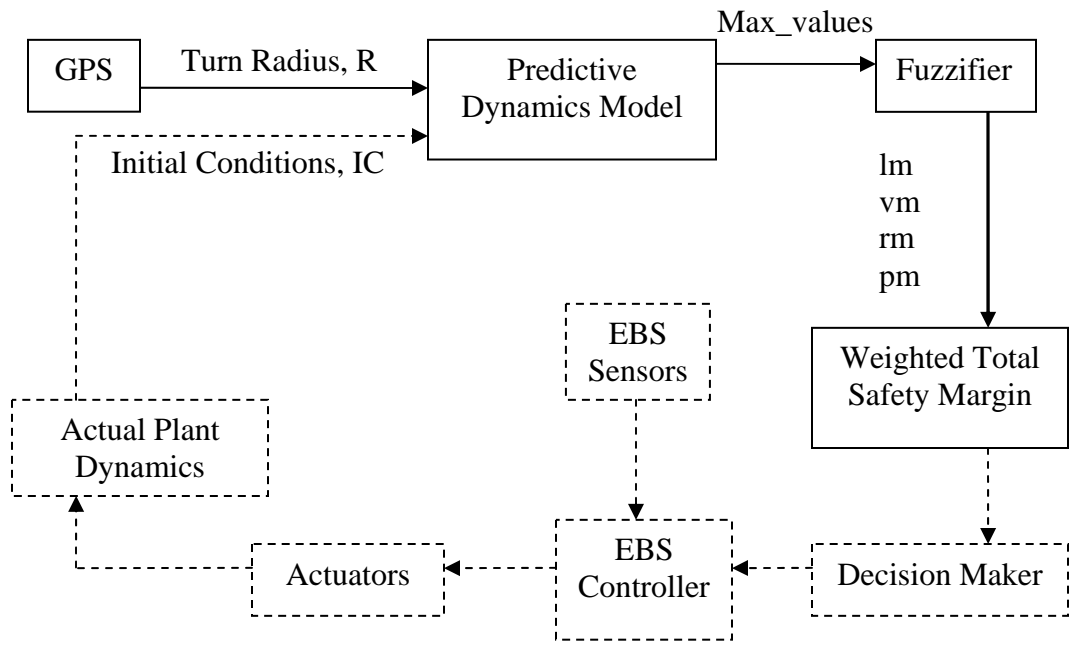 Max_values
GPS
Turn Radius, R
Predictive
Dynamics Model
Fuzzifier
Initial Conditions, IC
lm
vm
rm
pm
EBS
Sensors
Weighted Total
Safety Margin
Actual Plant
Dynamics
Actuators
EBS
Controller
Decision Maker